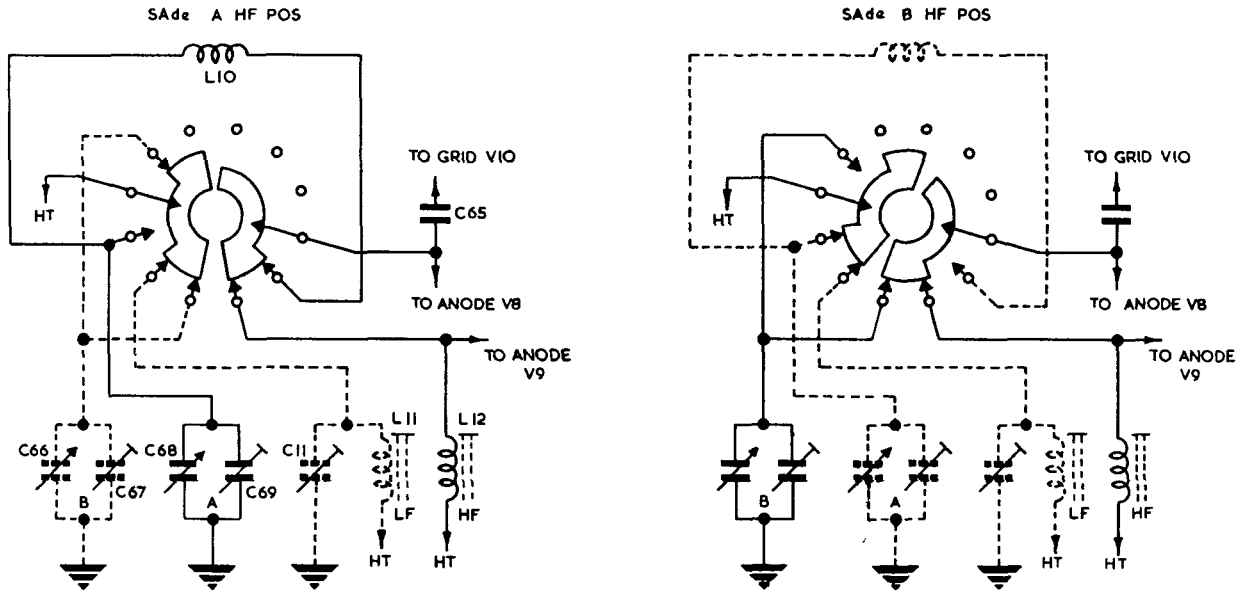 SAde A HF POS
L10
HT
TO GRID V10
C65
TO ANODE V8
TO ANODE
V9
C66
C67
B
C68
C69
A
C11
L11
LF
HT
L12
HF
HT
SAde B HF POS
HT
TO GRID V10
TO ANODE V8
TO ANODE
V9
B
A
LF
HT
HF
HT